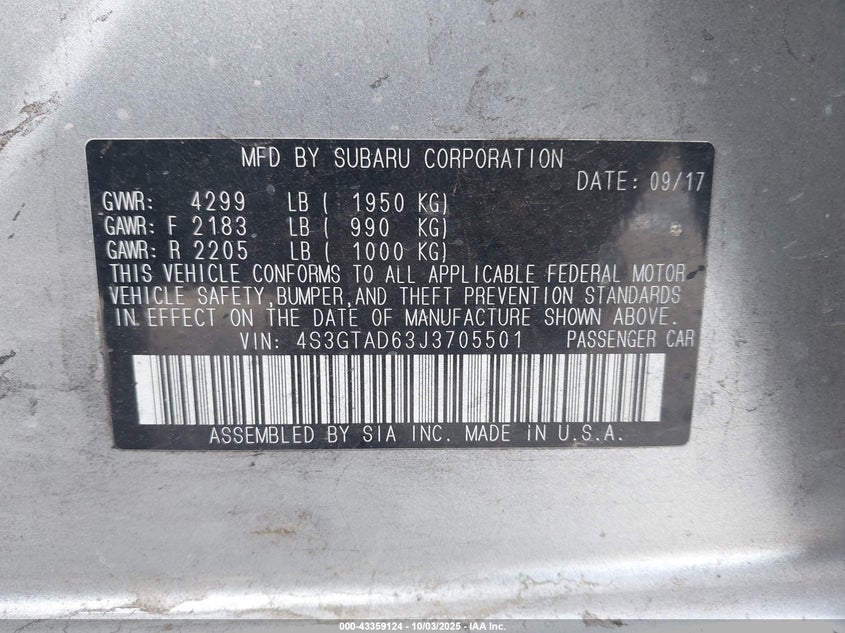 MFD BY SUBARU CORPORATION
DATE: 09/17
GVWR: 4299 LB ( 1950 KG)
GAWR: F 2183 LB ( 990 KG)
GAWR: R 2205 LB ( 1000 KG)
THIS VEHICLE CONFORMS TO ALL APPLICABLE FEDERAL MOTOR
VEHICLE SAFETY, BUMPER, AND THEFT PREVENTION STANDARDS
IN EFFECT ON THE DATE OF MANUFACTURE SHOWN ABOVE.
VIN: 4S3GTAD63J3705501 PASSENGER CAR
ASSEMBLED BY SIA INC. MADE IN U.S.A.
000-43359124 - 10/03/2025 - IAA Inc.